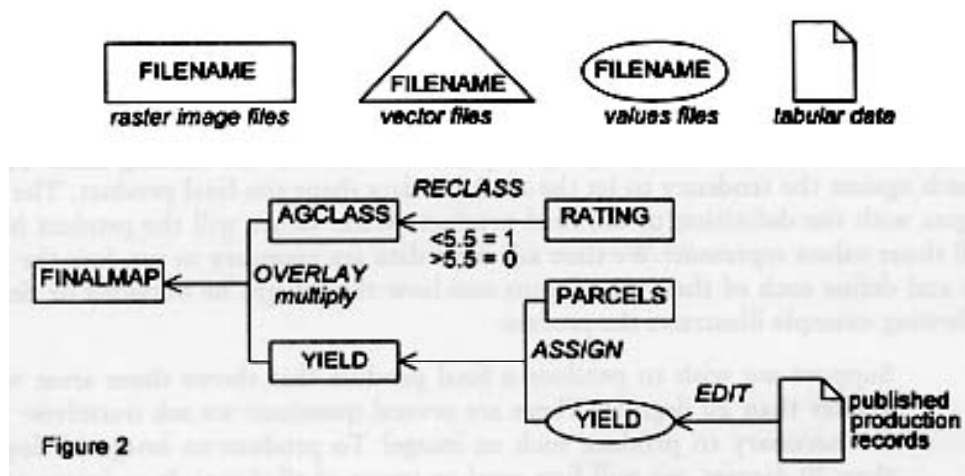 FILENAME
raster image files
FILENAME
vector files
FILENAME
values files
tabular data
RECLASS
AGCLASS
RATING
<5.5 = 1
>5.5 = 0
FINALMAP
OVERLAY
multiply
PARCELS
YIELD
ASSIGN
EDIT
YIELD
published
production
records
Figure 2